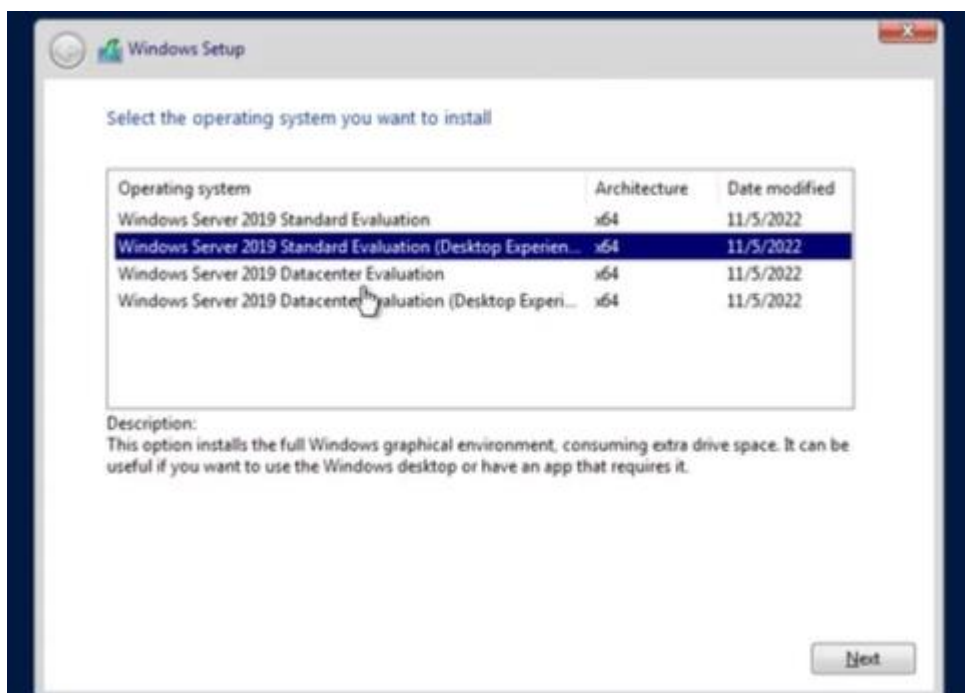 Windows Setup
Select the operating system you want to install
Operating system Architecture Date modified
Windows Server 2019 Standard Evaluation x64 11/5/2022
Windows Server 2019 Standard Evaluation (Desktop Experien... x64 11/5/2022
Windows Server 2019 Datacenter Evaluation x64 11/5/2022
Windows Server 2019 Datacenter Evaluation (Desktop Experi... x64 11/5/2022
Description:
This option installs the full Windows graphical environment, consuming extra drive space. It can be
useful if you want to use the Windows desktop or have an app that requires it.
Next